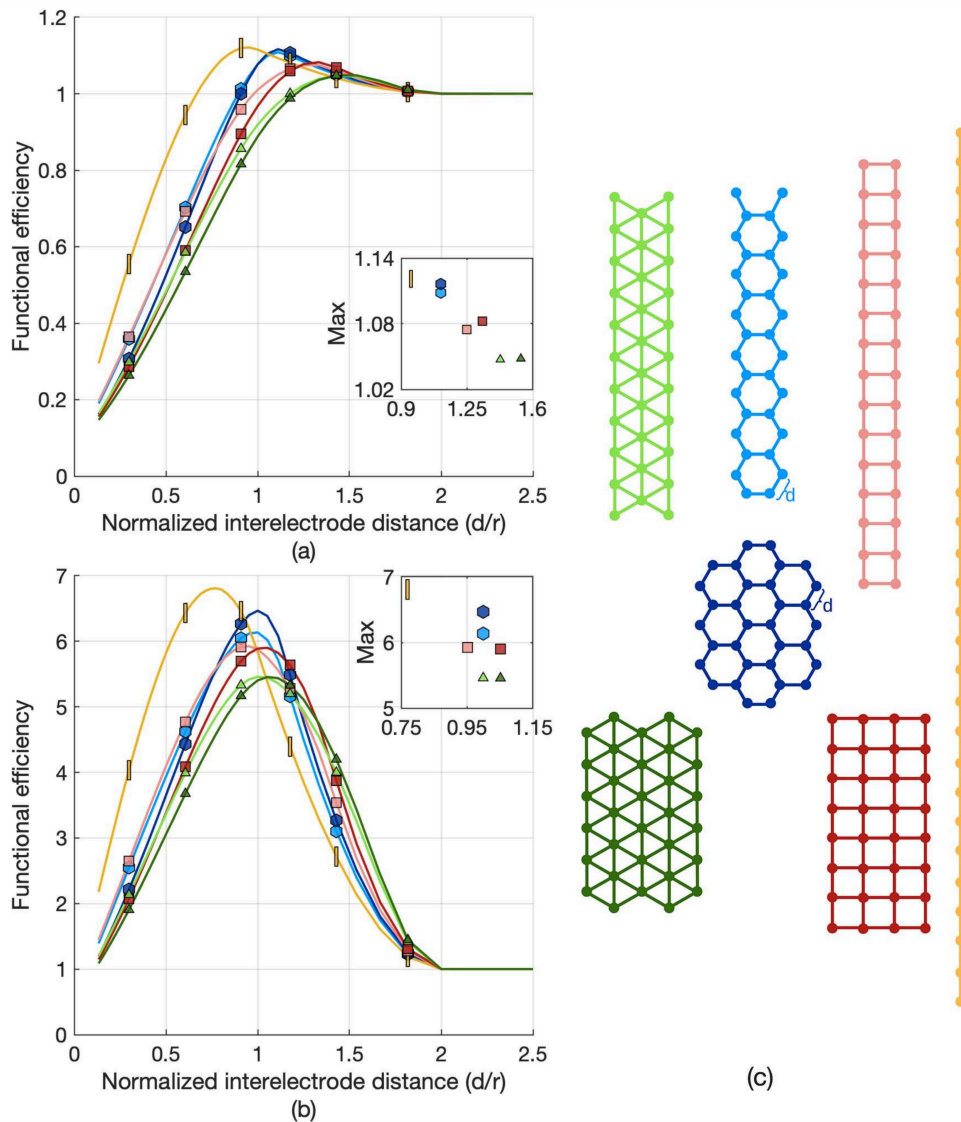 1.2
1
0.8
0.6
0.4
0.2
0
Functional efficiency
1.14
1.08
1.02
Max
0.9 1.25 1.6
0 0.5 1 1.5 2 2.5
Normalized interelectrode distance (d/r)
(a)
d
d
7
6
5
4
3
2
1
0
Functional efficiency
7
6
5
Max
0.75 0.95 1.15
0 0.5 1 1.5 2 2.5
Normalized interelectrode distance (d/r)
(b)
(c)